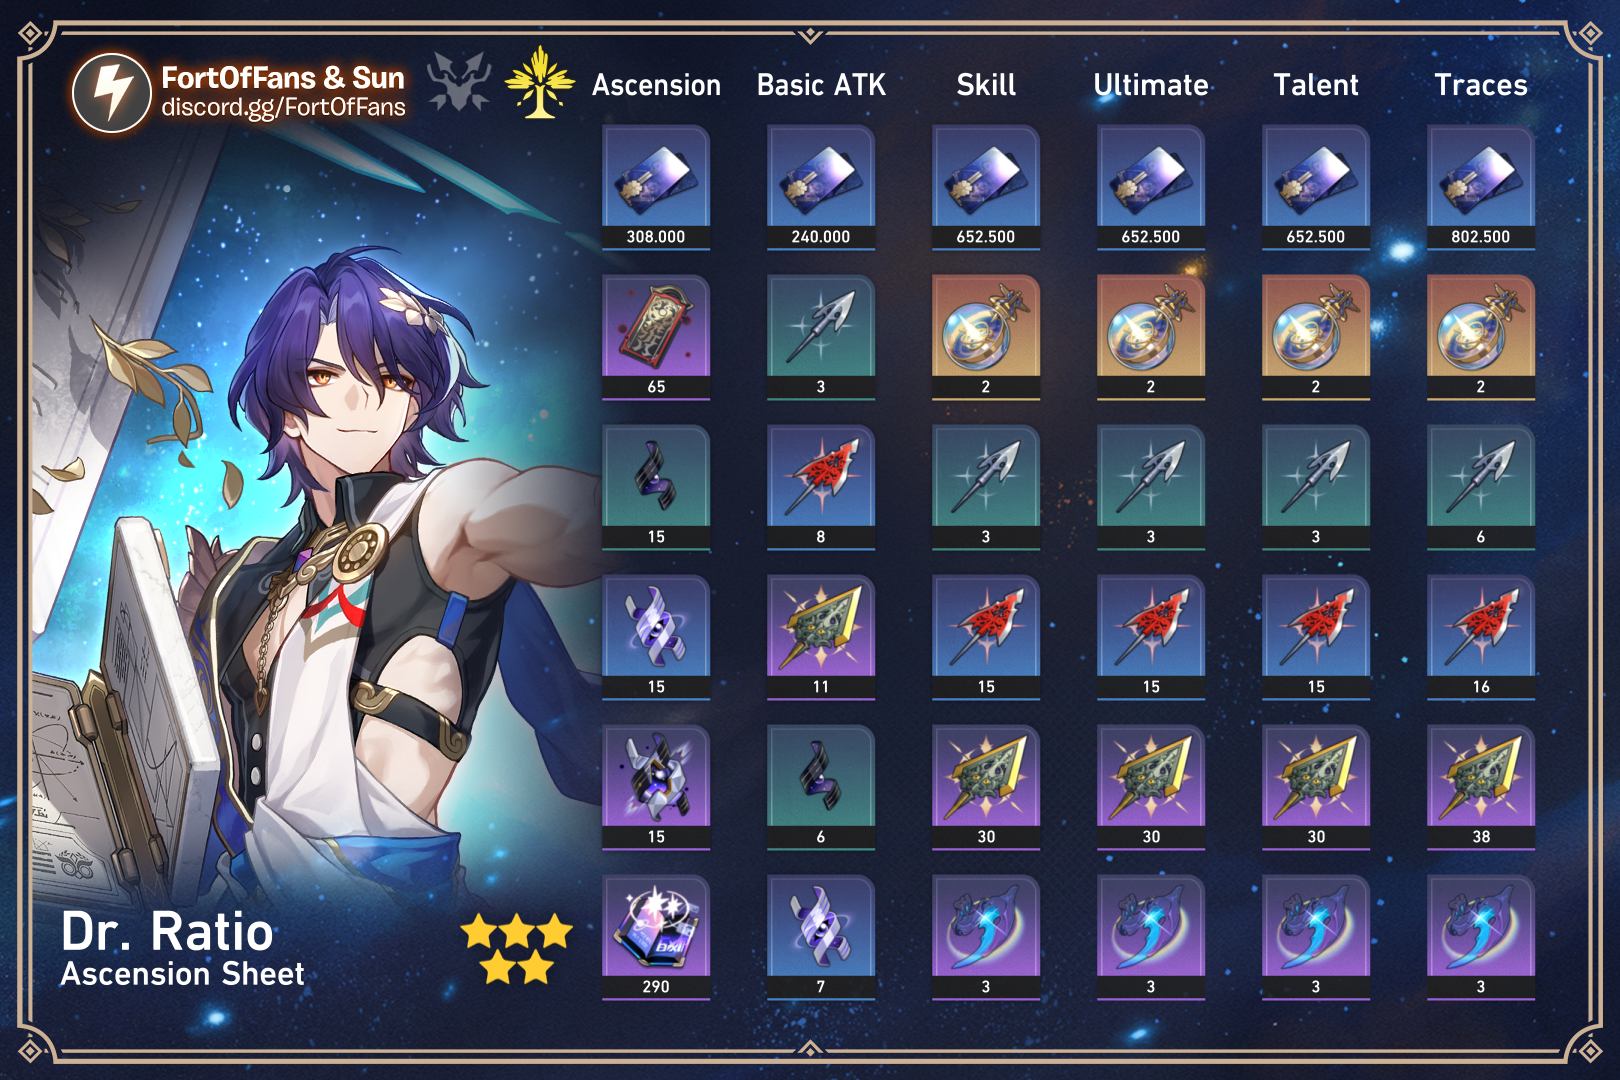 FortOfFans & Sun
discord.gg/FortOfFans
Ascension Basic ATK Skill Ultimate Talent Traces
308.000 240.000 652.500 652.500 652.500 802.500
65 3 2 2 2 2
15 8 3 3 3 6
15 11 15 15 15 16
15 6 30 30 30 38
290 7 3 3 3 3
Dr. Ratio
Ascension Sheet